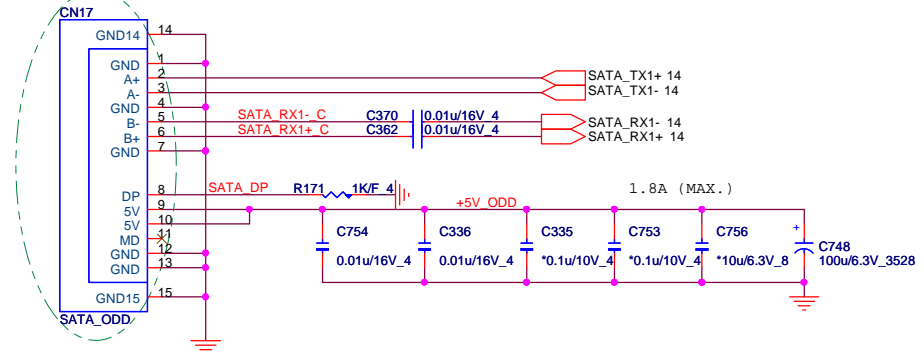 CN17
GND14 14
GND 1
A+ 2 SATA_TX1+ 14
A- 3 SATA_TX1- 14
GND 4
B- 5 SATA_RX1-_C C370 0.01u/16V_4 SATA_RX1- 14
B+ 6 SATA_RX1+_C C362 0.01u/16V_4 SATA_RX1+ 14
GND 7
DP 8 SATA_DP R171 1K/F_4 1.8A (MAX.)
5V 9 +5V_ODD
5V 10
MD 11
GND 12
GND 13
C754 C336 C335 C753 C756 + C748
0.01u/16V_4 0.01u/16V_4 *0.1u/10V_4 *0.1u/10V_4 *10u/6.3V_8 100u/6.3V_3528
GND15 15
SATA_ODD